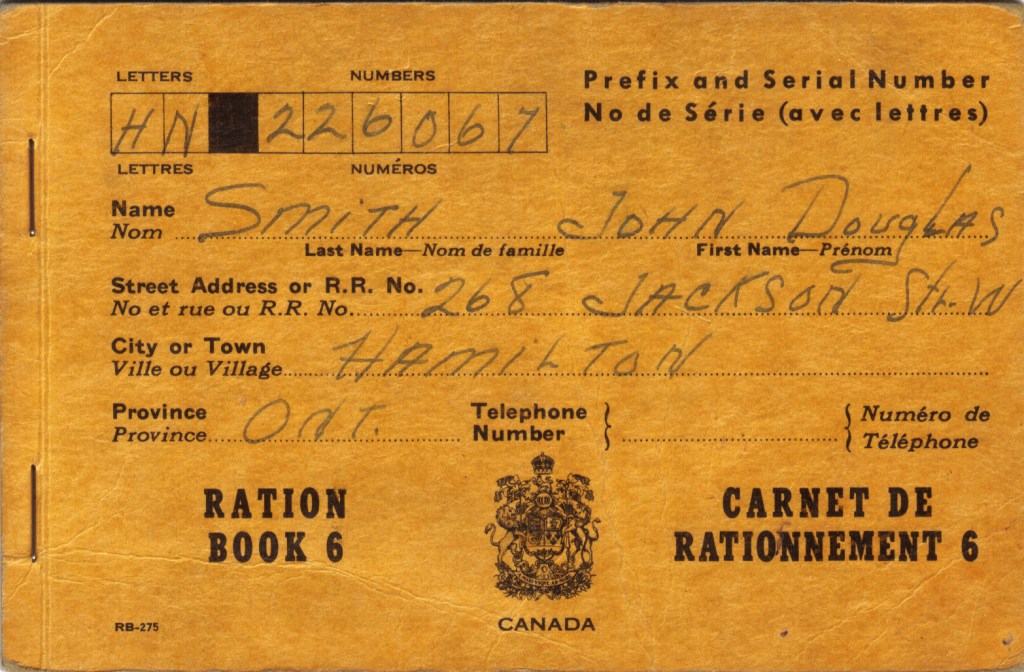 LETTERS NUMBERS
HN 226067
LETTRES NUMÉROS
Prefix and Serial Number
No de Série (avec lettres)
Name Smith John Douglas
Nom
Last Name—Nom de famille First Name—Prénom
Street Address or R.R. No. 268 Jackson St. W
No et rue ou R.R. No.
City or Town Hamilton
Ville ou Village
Province Ont. Telephone Numéro de
Province Number Téléphone
RATION CARNET DE
BOOK 6 RATIONNEMENT 6
RB-275 CANADA